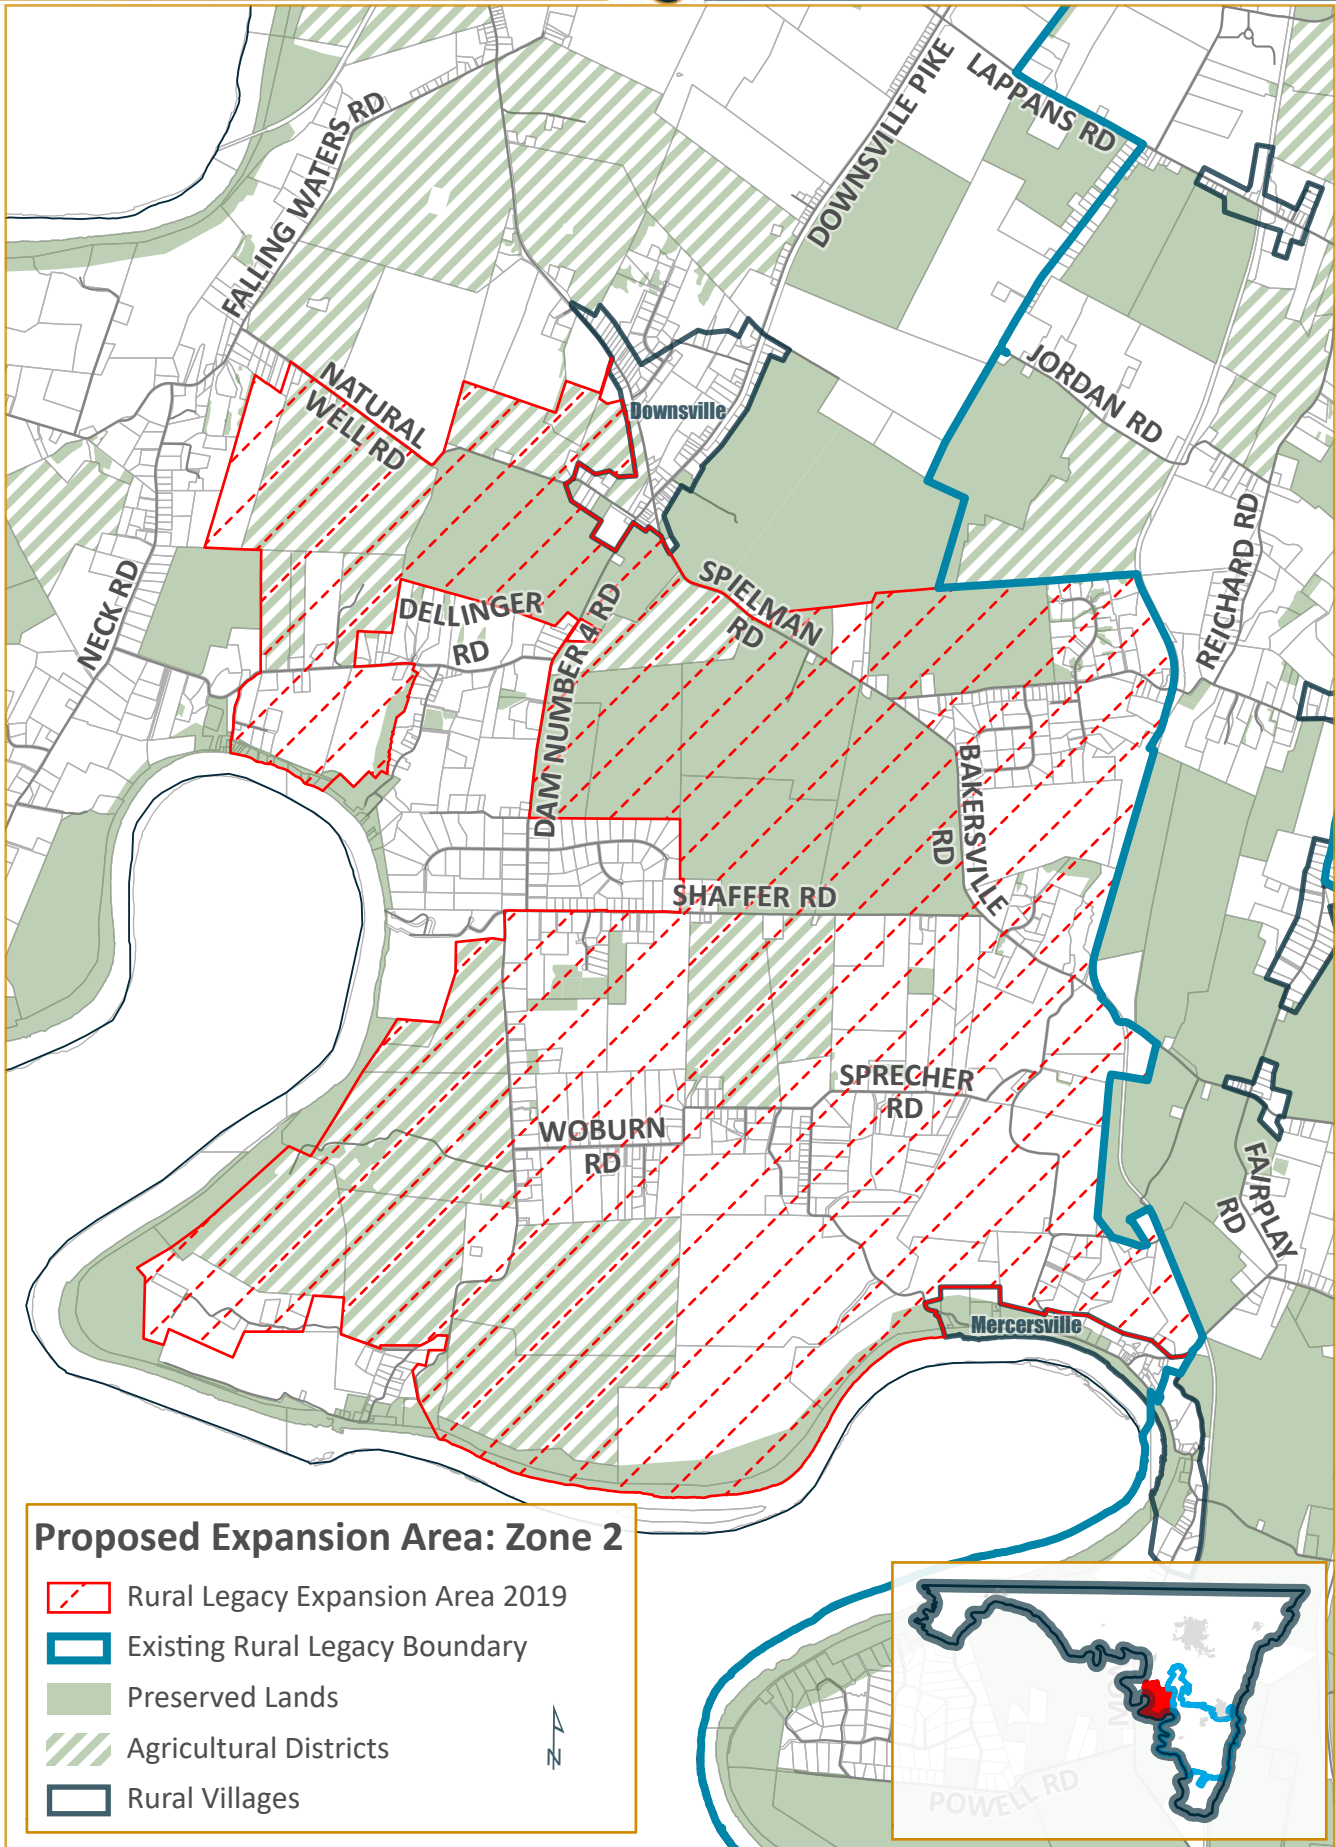 LAPPANS RD
DOWNSVILLE PIKE
FALLING WATERS RD
JORDAN RD
NATURAL
WELL RD
Downsville
REICHARD RD
NECK RD
SPIELMAN
RD
DELLINGER
RD
DAM NUMBER 4 RD
BAKERSVILLE
RD
SHAFFER RD
SPRECHER
RD
WOBURN
RD
FAIRPLAY
RD
Mercersville
Proposed Expansion Area: Zone 2
Rural Legacy Expansion Area 2019
Existing Rural Legacy Boundary
Preserved Lands
Agricultural Districts
Rural Villages
N
POWELL RD